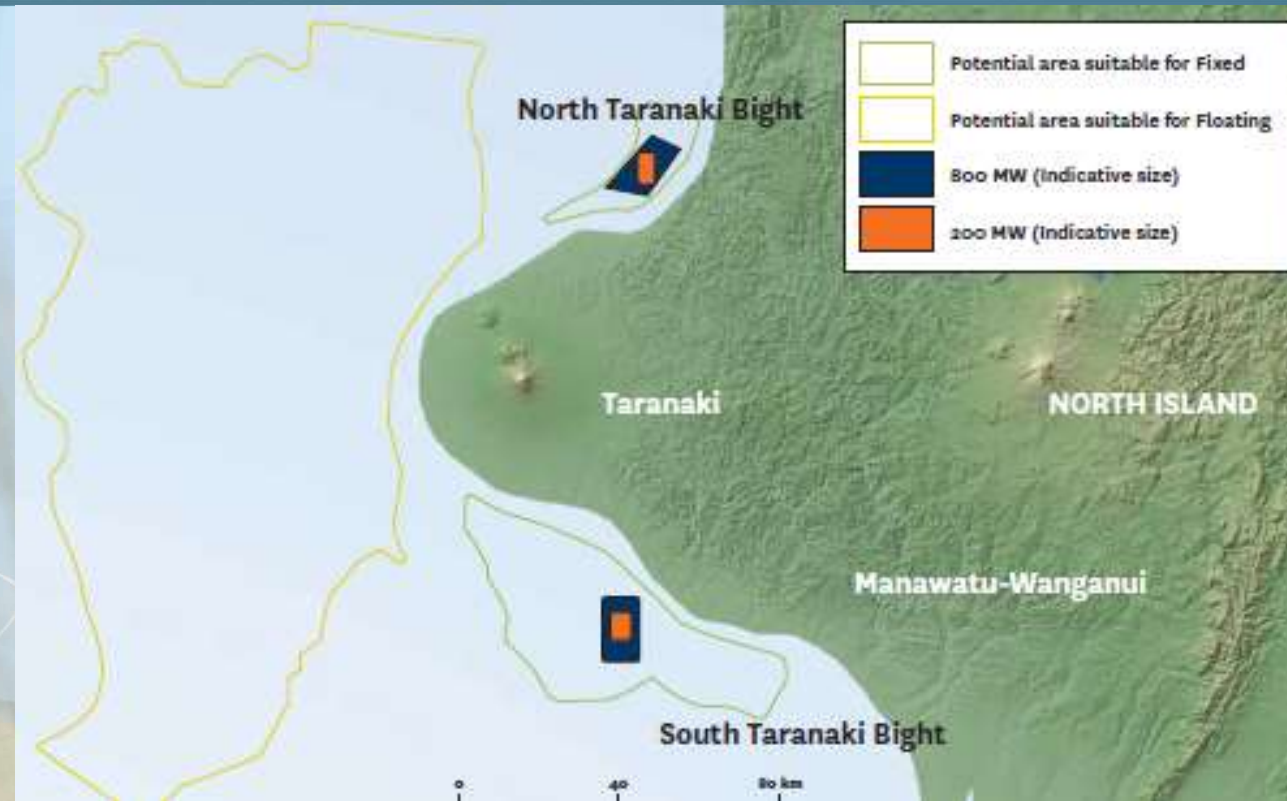 North Taranaki Bight
Potential area suitable for Fixed
Potential area suitable for Floating
800 MW (Indicative size)
200 MW (Indicative size)
Taranaki
NORTH ISLAND
Manawatu-Wanganui
South Taranaki Bight
0 40 80 km